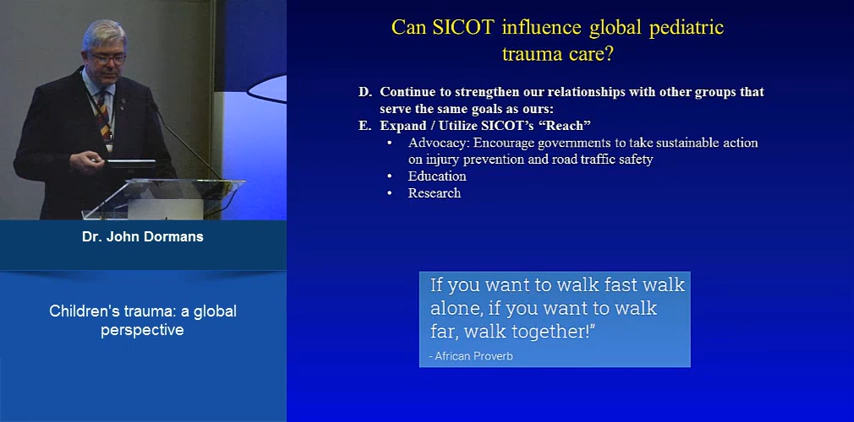 Can SICOT influence global pediatric
trauma care?
D. Continue to strengthen our relationships with other groups that
serve the same goals as ours:
E. Expand / Utilize SICOT's “Reach”
• Advocacy: Encourage governments to take sustainable action
on injury prevention and road traffic safety
• Education
• Research
Dr. John Dormans
Children's trauma: a global
perspective
If you want to walk fast walk
alone, if you want to walk
far, walk together!”
- African Proverb